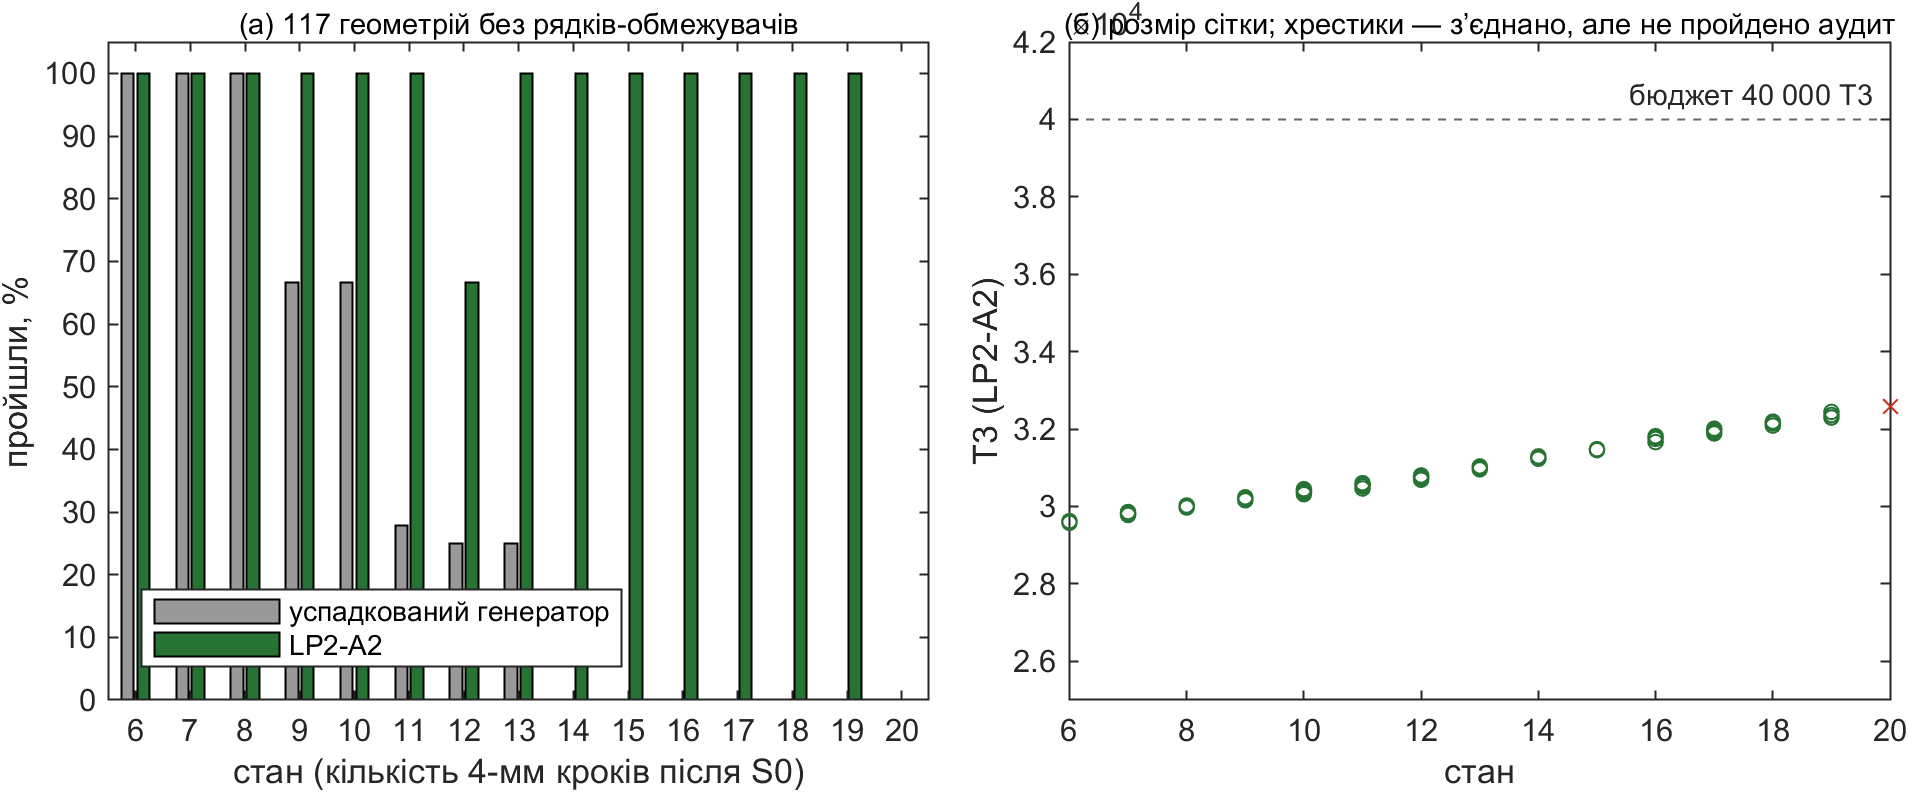 (а) 117 геометрій без рядків-обмежувачів
100
90
80
70
60
50
40
30
20
10
0
пройшли, %
успадкований генератор
LP2-A2
6 7 8 9 10 11 12 13 14 15 16 17 18 19 20
стан (кількість 4-мм кроків після S0)
×10⁴
(б) розмір сітки; хрестики — з’єднано, але не пройдено аудит
4.2
4
3.8
3.6
3.4
3.2
3
2.8
2.6
T3 (LP2-A2)
бюджет 40 000 T3
6 8 10 12 14 16 18 20
стан